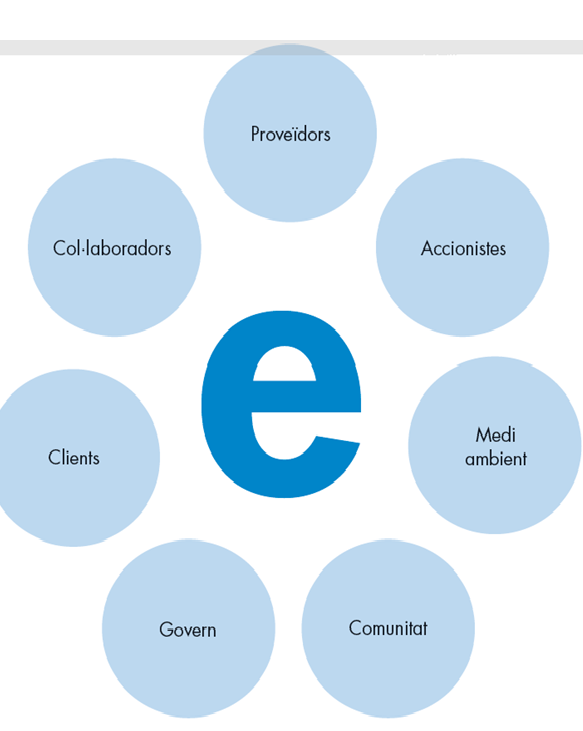 Proveïdors
Col·laboradors
Accionistes
e
Clients
Medi
ambient
Govern
Comunitat